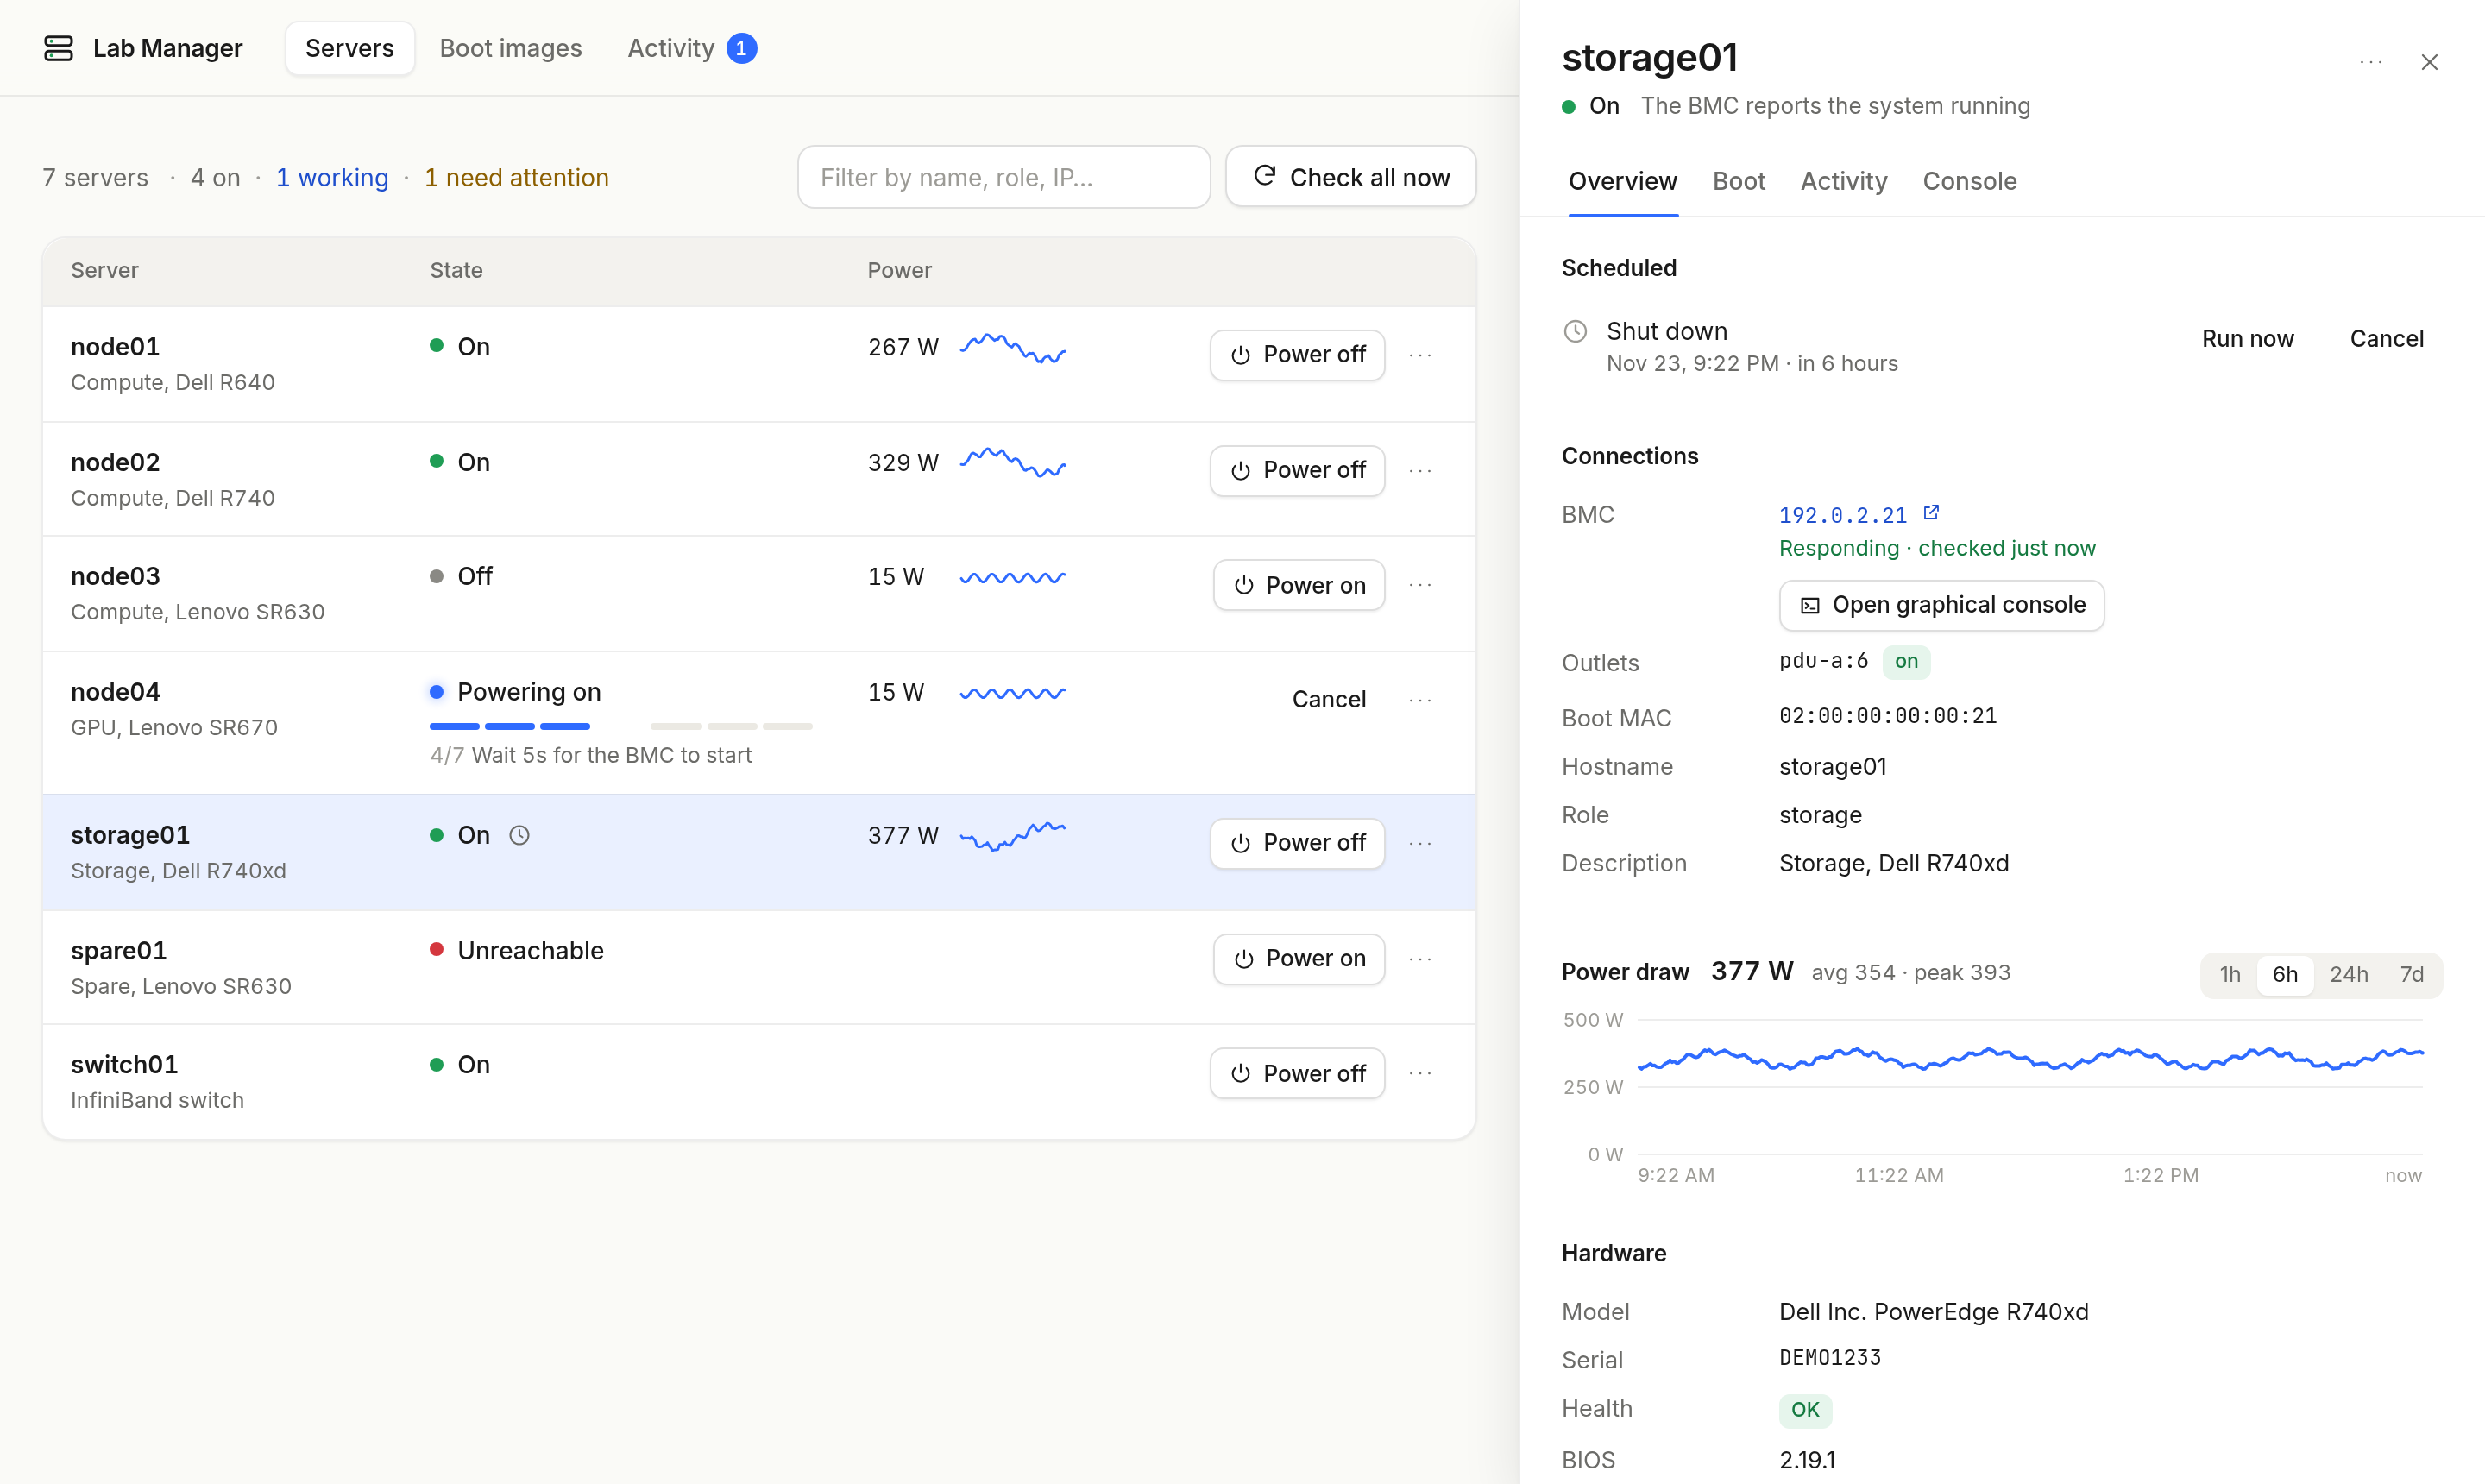 Lab Manager Servers Boot images Activity 1
7 servers · 4 on · 1 working · 1 need attention Filter by name, role, IP... Check all now
Server State Power
node01 On 267 W Power off ...
Compute, Dell R640
node02 On 329 W Power off ...
Compute, Dell R740
node03 Off 15 W Power on ...
Compute, Lenovo SR630
node04 Powering on 15 W Cancel ...
GPU, Lenovo SR670
4/7 Wait 5s for the BMC to start
storage01 On 377 W Power off ...
Storage, Dell R740xd
spare01 Unreachable Power on ...
Spare, Lenovo SR630
switch01 On Power off ...
InfiniBand switch
storage01
On The BMC reports the system running
Overview Boot Activity Console
Scheduled
Shut down Run now Cancel
Nov 23, 9:22 PM · in 6 hours
Connections
BMC 192.0.2.21
Responding · checked just now
Open graphical console
Outlets pdu-a:6 on
Boot MAC 02:00:00:00:00:21
Hostname storage01
Role storage
Description Storage, Dell R740xd
Power draw 377 W avg 354 · peak 393 1h 6h 24h 7d
500 W
250 W
0 W
9:22 AM 11:22 AM 1:22 PM now
Hardware
Model Dell Inc. PowerEdge R740xd
Serial DEMO1233
Health OK
BIOS 2.19.1